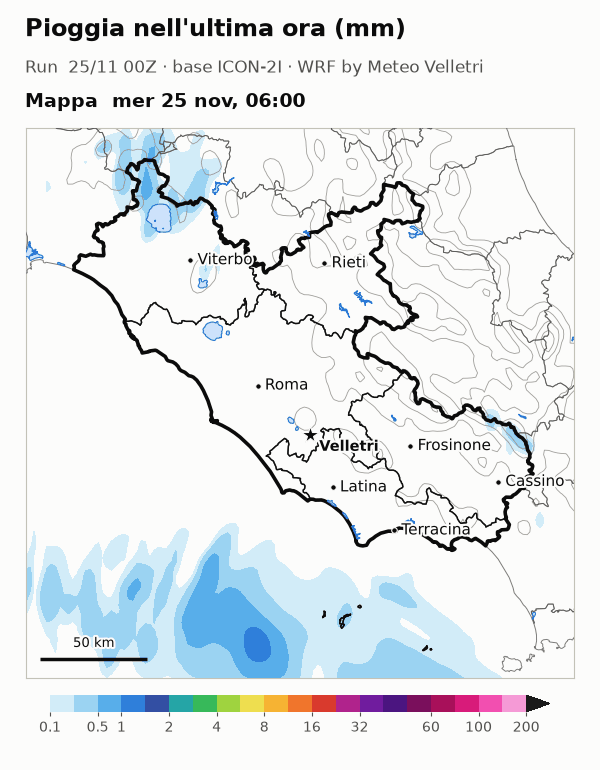 Pioggia nell'ultima ora (mm)
Run  25/11 00Z · base ICON-2I · WRF by Meteo Velletri
Mappa  mer 25 nov, 06:00
Viterbo
Rieti
Roma
Velletri
Frosinone
Cassino
Latina
Terracina
50 km
0.1 0.5 1 2 4 8 16 32 60 100 200